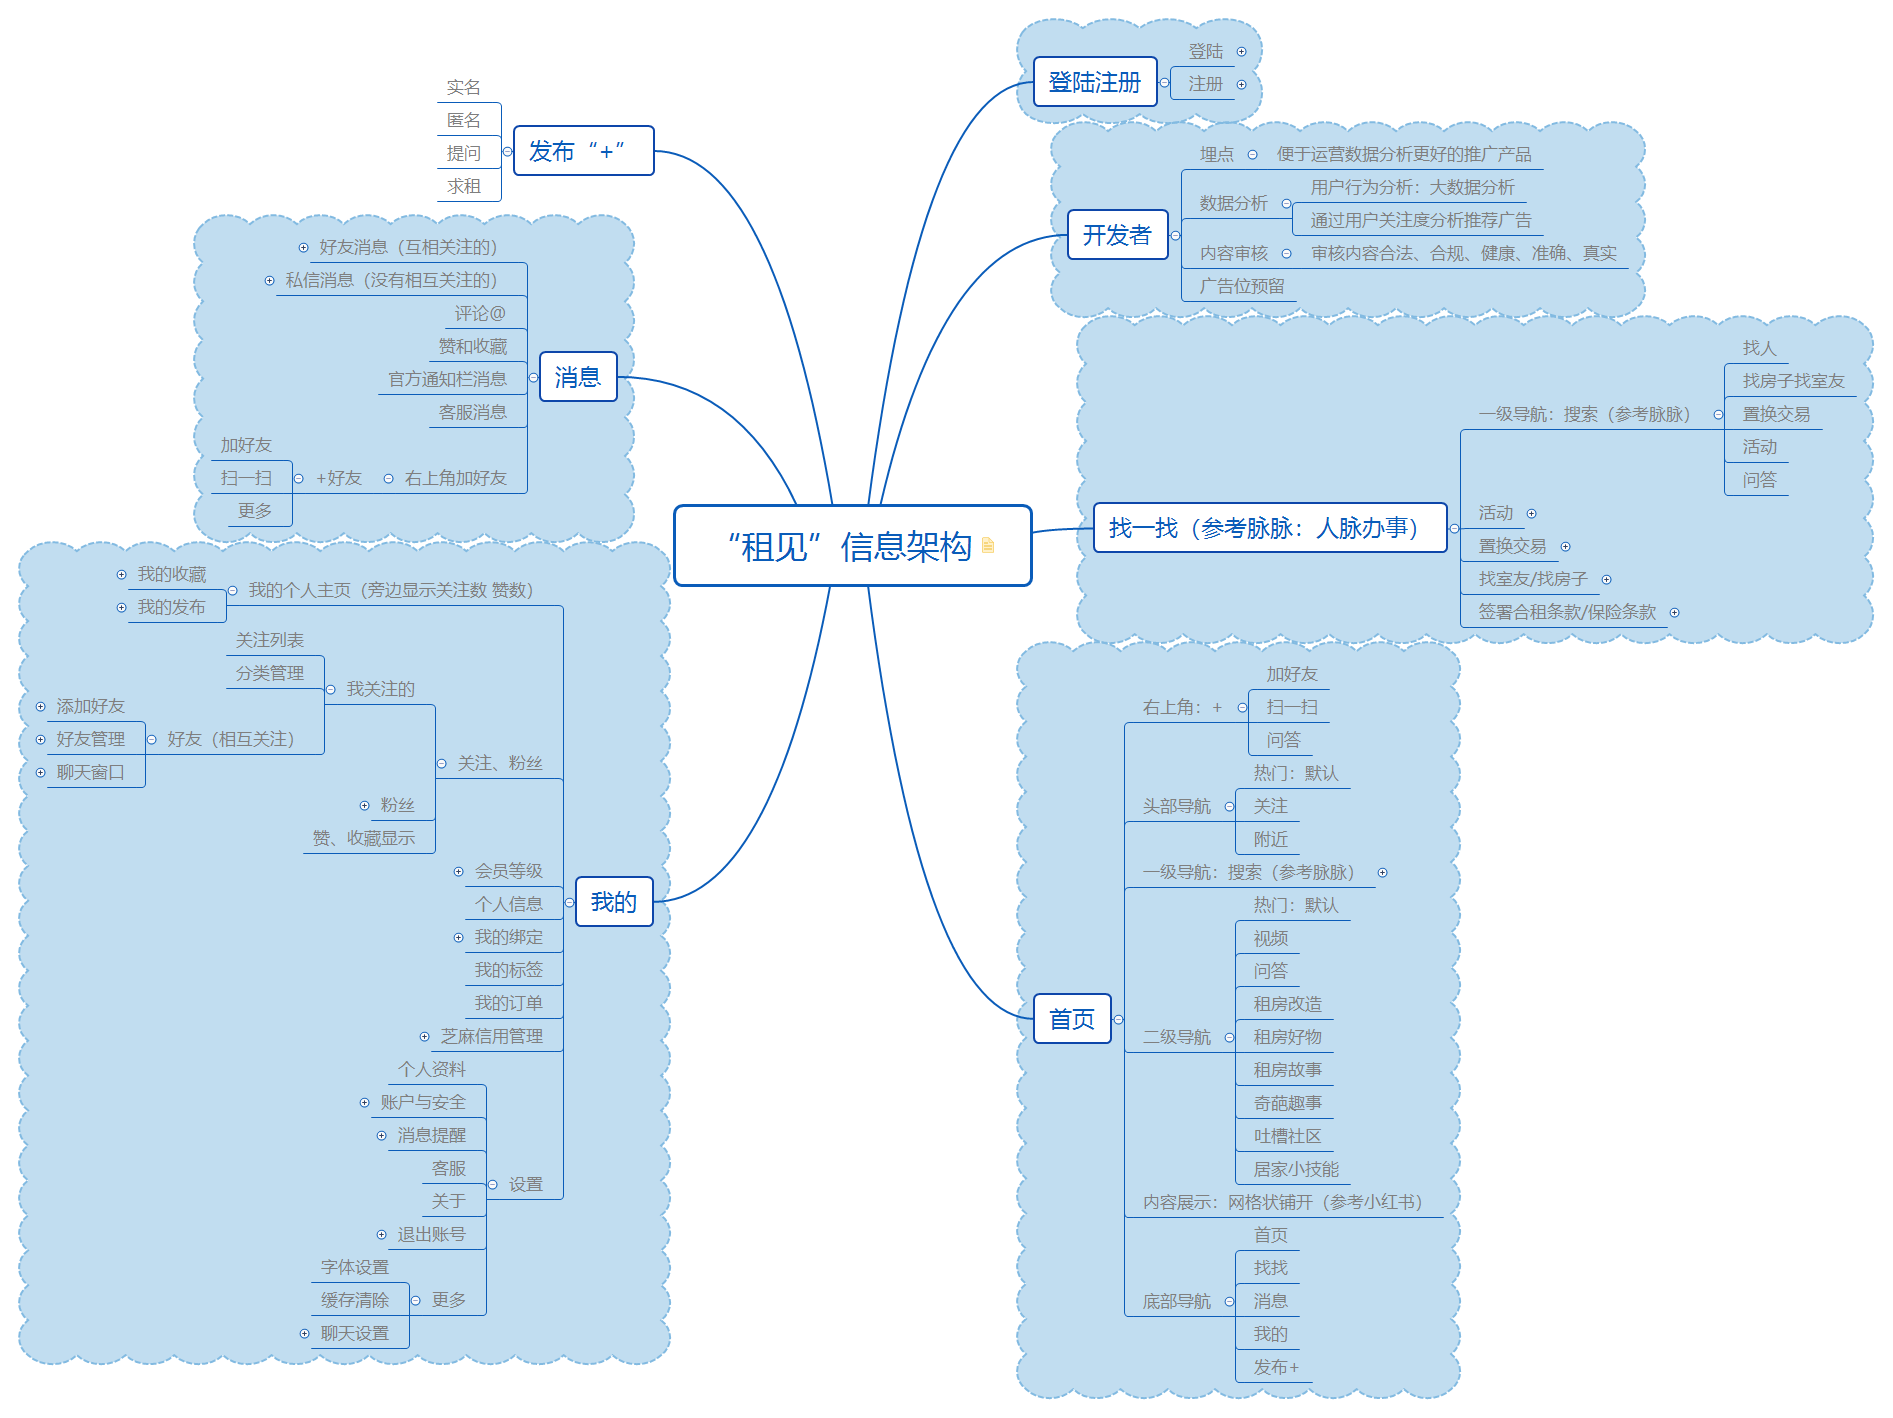 “租见”信息架构
登陆注册
登陆
注册
开发者
埋点
便于运营数据分析更好的推广产品
数据分析
用户行为分析：大数据分析
通过用户关注度分析推荐广告
内容审核
审核内容合法、合规、健康、准确、真实
广告位预留
找一找（参考脉脉：人脉办事）
一级导航：搜索（参考脉脉）
找人
找房子找室友
置换交易
活动
问答
活动
置换交易
找室友/找房子
签署合租条款/保险条款
首页
右上角：+
加好友
扫一扫
问答
头部导航
热门：默认
关注
附近
一级导航：搜索（参考脉脉）
二级导航
热门：默认
视频
问答
租房改造
租房好物
租房故事
奇葩趣事
吐槽社区
居家小技能
内容展示：网格状铺开（参考小红书）
底部导航
首页
找找
消息
我的
发布+
发布“+”
实名
匿名
提问
求租
消息
好友消息（互相关注的）
私信消息（没有相互关注的）
评论@
赞和收藏
官方通知栏消息
客服消息
右上角加好友
+好友
加好友
扫一扫
更多
我的
我的个人主页（旁边显示关注数 赞数）
我的收藏
我的发布
关注、粉丝
我关注的
关注列表
分类管理
好友（相互关注）
添加好友
好友管理
聊天窗口
粉丝
赞、收藏显示
会员等级
个人信息
我的绑定
我的标签
我的订单
芝麻信用管理
设置
个人资料
账户与安全
消息提醒
客服
关于
退出账号
更多
字体设置
缓存清除
聊天设置